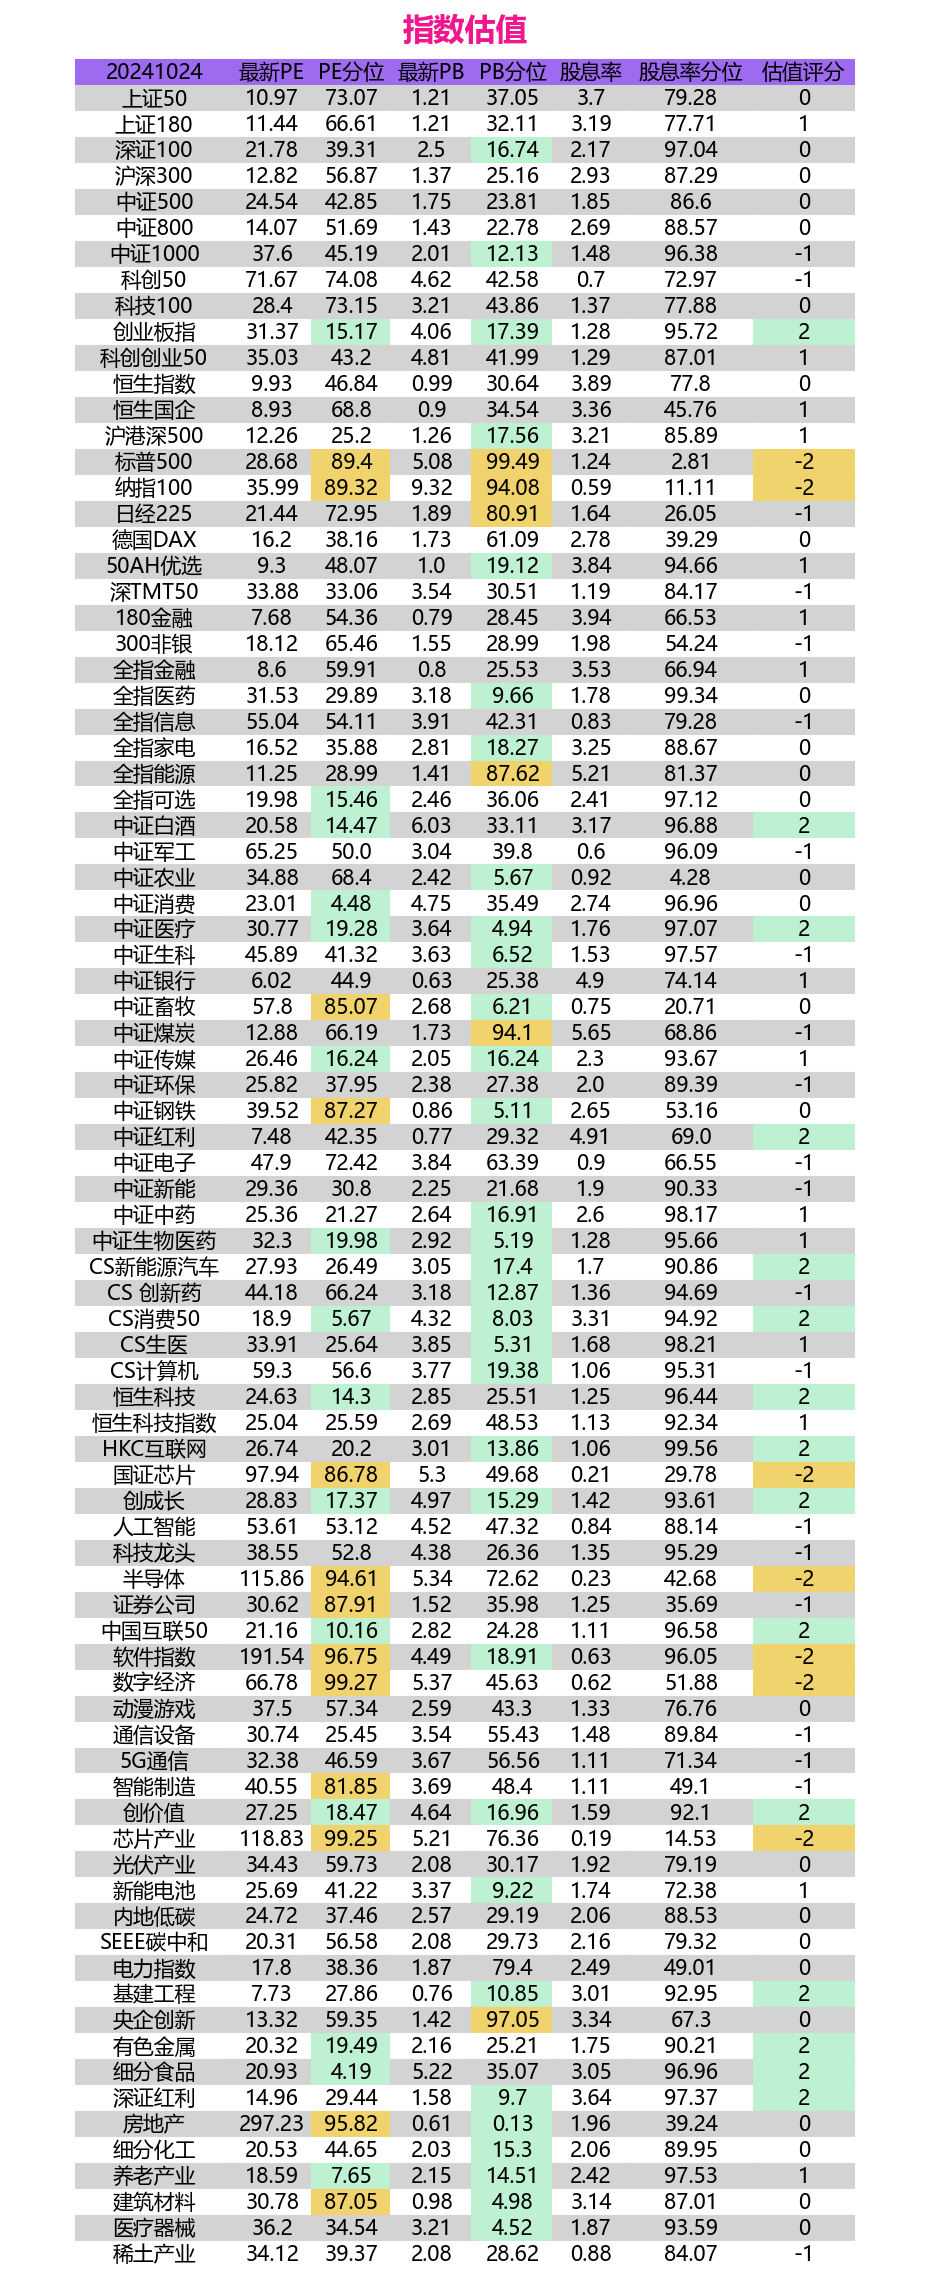 指数估值
20241024 最新PE PE分位 最新PB PB分位 股息率 股息率分位 估值评分
上证50 10.97 73.07 1.21 37.05 3.7 79.28 0
上证180 11.44 66.61 1.21 32.11 3.19 77.71 1
深证100 21.78 39.31 2.5 16.74 2.17 97.04 0
沪深300 12.82 56.87 1.37 25.16 2.93 87.29 0
中证500 24.54 42.85 1.75 23.81 1.85 86.6 0
中证800 14.07 51.69 1.43 22.78 2.69 88.57 0
中证1000 37.6 45.19 2.01 12.13 1.48 96.38 -1
科创50 71.67 74.08 4.62 42.58 0.7 72.97 -1
科技100 28.4 73.15 3.21 43.86 1.37 77.88 0
创业板指 31.37 15.17 4.06 17.39 1.28 95.72 2
科创创业50 35.03 43.2 4.81 41.99 1.29 87.01 1
恒生指数 9.93 46.84 0.99 30.64 3.89 77.8 0
恒生国企 8.93 68.8 0.9 34.54 3.36 45.76 1
沪港深500 12.26 25.2 1.26 17.56 3.21 85.89 1
标普500 28.68 89.4 5.08 99.49 1.24 2.81 -2
纳指100 35.99 89.32 9.32 94.08 0.59 11.11 -2
日经225 21.44 72.95 1.89 80.91 1.64 26.05 -1
德国DAX 16.2 38.16 1.73 61.09 2.78 39.29 0
50AH优选 9.3 48.07 1.0 19.12 3.84 94.66 1
深TMT50 33.88 33.06 3.54 30.51 1.19 84.17 -1
180金融 7.68 54.36 0.79 28.45 3.94 66.53 1
300非银 18.12 65.46 1.55 28.99 1.98 54.24 -1
全指金融 8.6 59.91 0.8 25.53 3.53 66.94 1
全指医药 31.53 29.89 3.18 9.66 1.78 99.34 0
全指信息 55.04 54.11 3.91 42.31 0.83 79.28 -1
全指家电 16.52 35.88 2.81 18.27 3.25 88.67 0
全指能源 11.25 28.99 1.41 87.62 5.21 81.37 0
全指可选 19.98 15.46 2.46 36.06 2.41 97.12 0
中证白酒 20.58 14.47 6.03 33.11 3.17 96.88 2
中证军工 65.25 50.0 3.04 39.8 0.6 96.09 -1
中证农业 34.88 68.4 2.42 5.67 0.92 4.28 0
中证消费 23.01 4.48 4.75 35.49 2.74 96.96 0
中证医疗 30.77 19.28 3.64 4.94 1.76 97.07 2
中证生科 45.89 41.32 3.63 6.52 1.53 97.57 -1
中证银行 6.02 44.9 0.63 25.38 4.9 74.14 1
中证畜牧 57.8 85.07 2.68 6.21 0.75 20.71 0
中证煤炭 12.88 66.19 1.73 94.1 5.65 68.86 -1
中证传媒 26.46 16.24 2.05 16.24 2.3 93.67 1
中证环保 25.82 37.95 2.38 27.38 2.0 89.39 -1
中证钢铁 39.52 87.27 0.86 5.11 2.65 53.16 0
中证红利 7.48 42.35 0.77 29.32 4.91 69.0 2
中证电子 47.9 72.42 3.84 63.39 0.9 66.55 -1
中证新能 29.36 30.8 2.25 21.68 1.9 90.33 -1
中证中药 25.36 21.27 2.64 16.91 2.6 98.17 1
中证生物医药 32.3 19.98 2.92 5.19 1.28 95.66 1
CS新能源汽车 27.93 26.49 3.05 17.4 1.7 90.86 2
CS 创新药 44.18 66.24 3.18 12.87 1.36 94.69 -1
CS消费50 18.9 5.67 4.32 8.03 3.31 94.92 2
CS生医 33.91 25.64 3.85 5.31 1.68 98.21 1
CS计算机 59.3 56.6 3.77 19.38 1.06 95.31 -1
恒生科技 24.63 14.3 2.85 25.51 1.25 96.44 2
恒生科技指数 25.04 25.59 2.69 48.53 1.13 92.34 1
HKC互联网 26.74 20.2 3.01 13.86 1.06 99.56 2
国证芯片 97.94 86.78 5.3 49.68 0.21 29.78 -2
创成长 28.83 17.37 4.97 15.29 1.42 93.61 2
人工智能 53.61 53.12 4.52 47.32 0.84 88.14 -1
科技龙头 38.55 52.8 4.38 26.36 1.35 95.29 -1
半导体 115.86 94.61 5.34 72.62 0.23 42.68 -2
证券公司 30.62 87.91 1.52 35.98 1.25 35.69 -1
中国互联50 21.16 10.16 2.82 24.28 1.11 96.58 2
软件指数 191.54 96.75 4.49 18.91 0.63 96.05 -2
数字经济 66.78 99.27 5.37 45.63 0.62 51.88 -2
动漫游戏 37.5 57.34 2.59 43.3 1.33 76.76 0
通信设备 30.74 25.45 3.54 55.43 1.48 89.84 -1
5G通信 32.38 46.59 3.67 56.56 1.11 71.34 -1
智能制造 40.55 81.85 3.69 48.4 1.11 49.1 -1
创价值 27.25 18.47 4.64 16.96 1.59 92.1 2
芯片产业 118.83 99.25 5.21 76.36 0.19 14.53 -2
光伏产业 34.43 59.73 2.08 30.17 1.92 79.19 0
新能电池 25.69 41.22 3.37 9.22 1.74 72.38 1
内地低碳 24.72 37.46 2.57 29.19 2.06 88.53 0
SEEE碳中和 20.31 56.58 2.08 29.73 2.16 79.32 0
电力指数 17.8 38.36 1.87 79.4 2.49 49.01 0
基建工程 7.73 27.86 0.76 10.85 3.01 92.95 2
央企创新 13.32 59.35 1.42 97.05 3.34 67.3 0
有色金属 20.32 19.49 2.16 25.21 1.75 90.21 2
细分食品 20.93 4.19 5.22 35.07 3.05 96.96 2
深证红利 14.96 29.44 1.58 9.7 3.64 97.37 2
房地产 297.23 95.82 0.61 0.13 1.96 39.24 0
细分化工 20.53 44.65 2.03 15.3 2.06 89.95 0
养老产业 18.59 7.65 2.15 14.51 2.42 97.53 1
建筑材料 30.78 87.05 0.98 4.98 3.14 87.01 0
医疗器械 36.2 34.54 3.21 4.52 1.87 93.59 0
稀土产业 34.12 39.37 2.08 28.62 0.88 84.07 -1